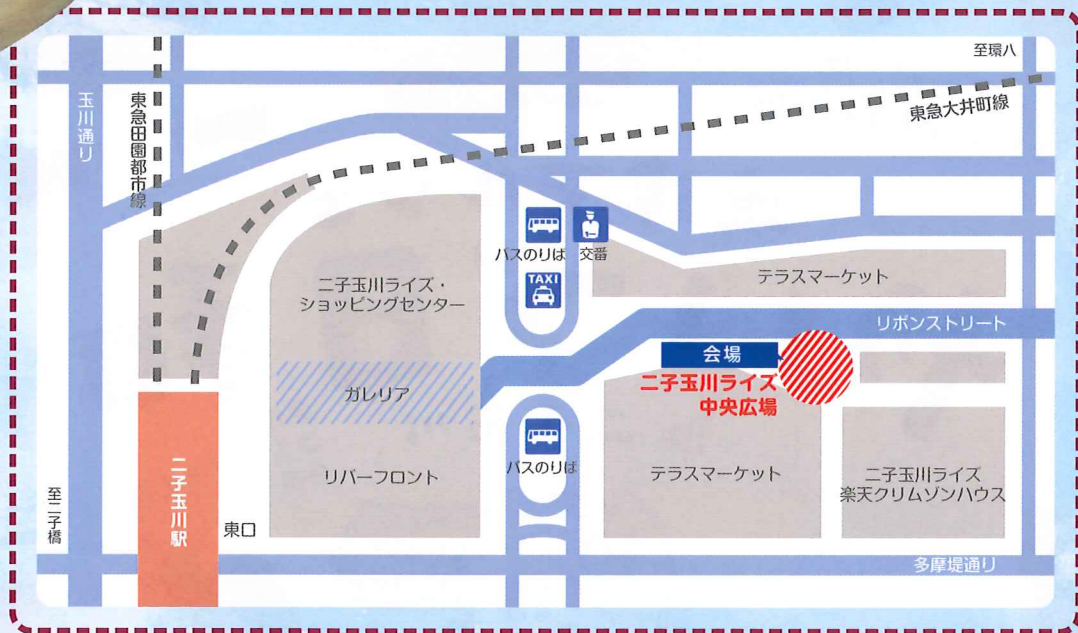 至環八
玉川通り
東急田園都市線
東急大井町線
バスのりば
交番
TAXI
二子玉川ライズ・
ショッピングセンター
テラスマーケット
リボンストリート
会場
二子玉川ライズ
中央広場
ガレリア
バスのりば
リバーフロント
テラスマーケット
二子玉川ライズ
楽天クリムゾンハウス
二子玉川駅
至二子橋
東口
多摩堤通り